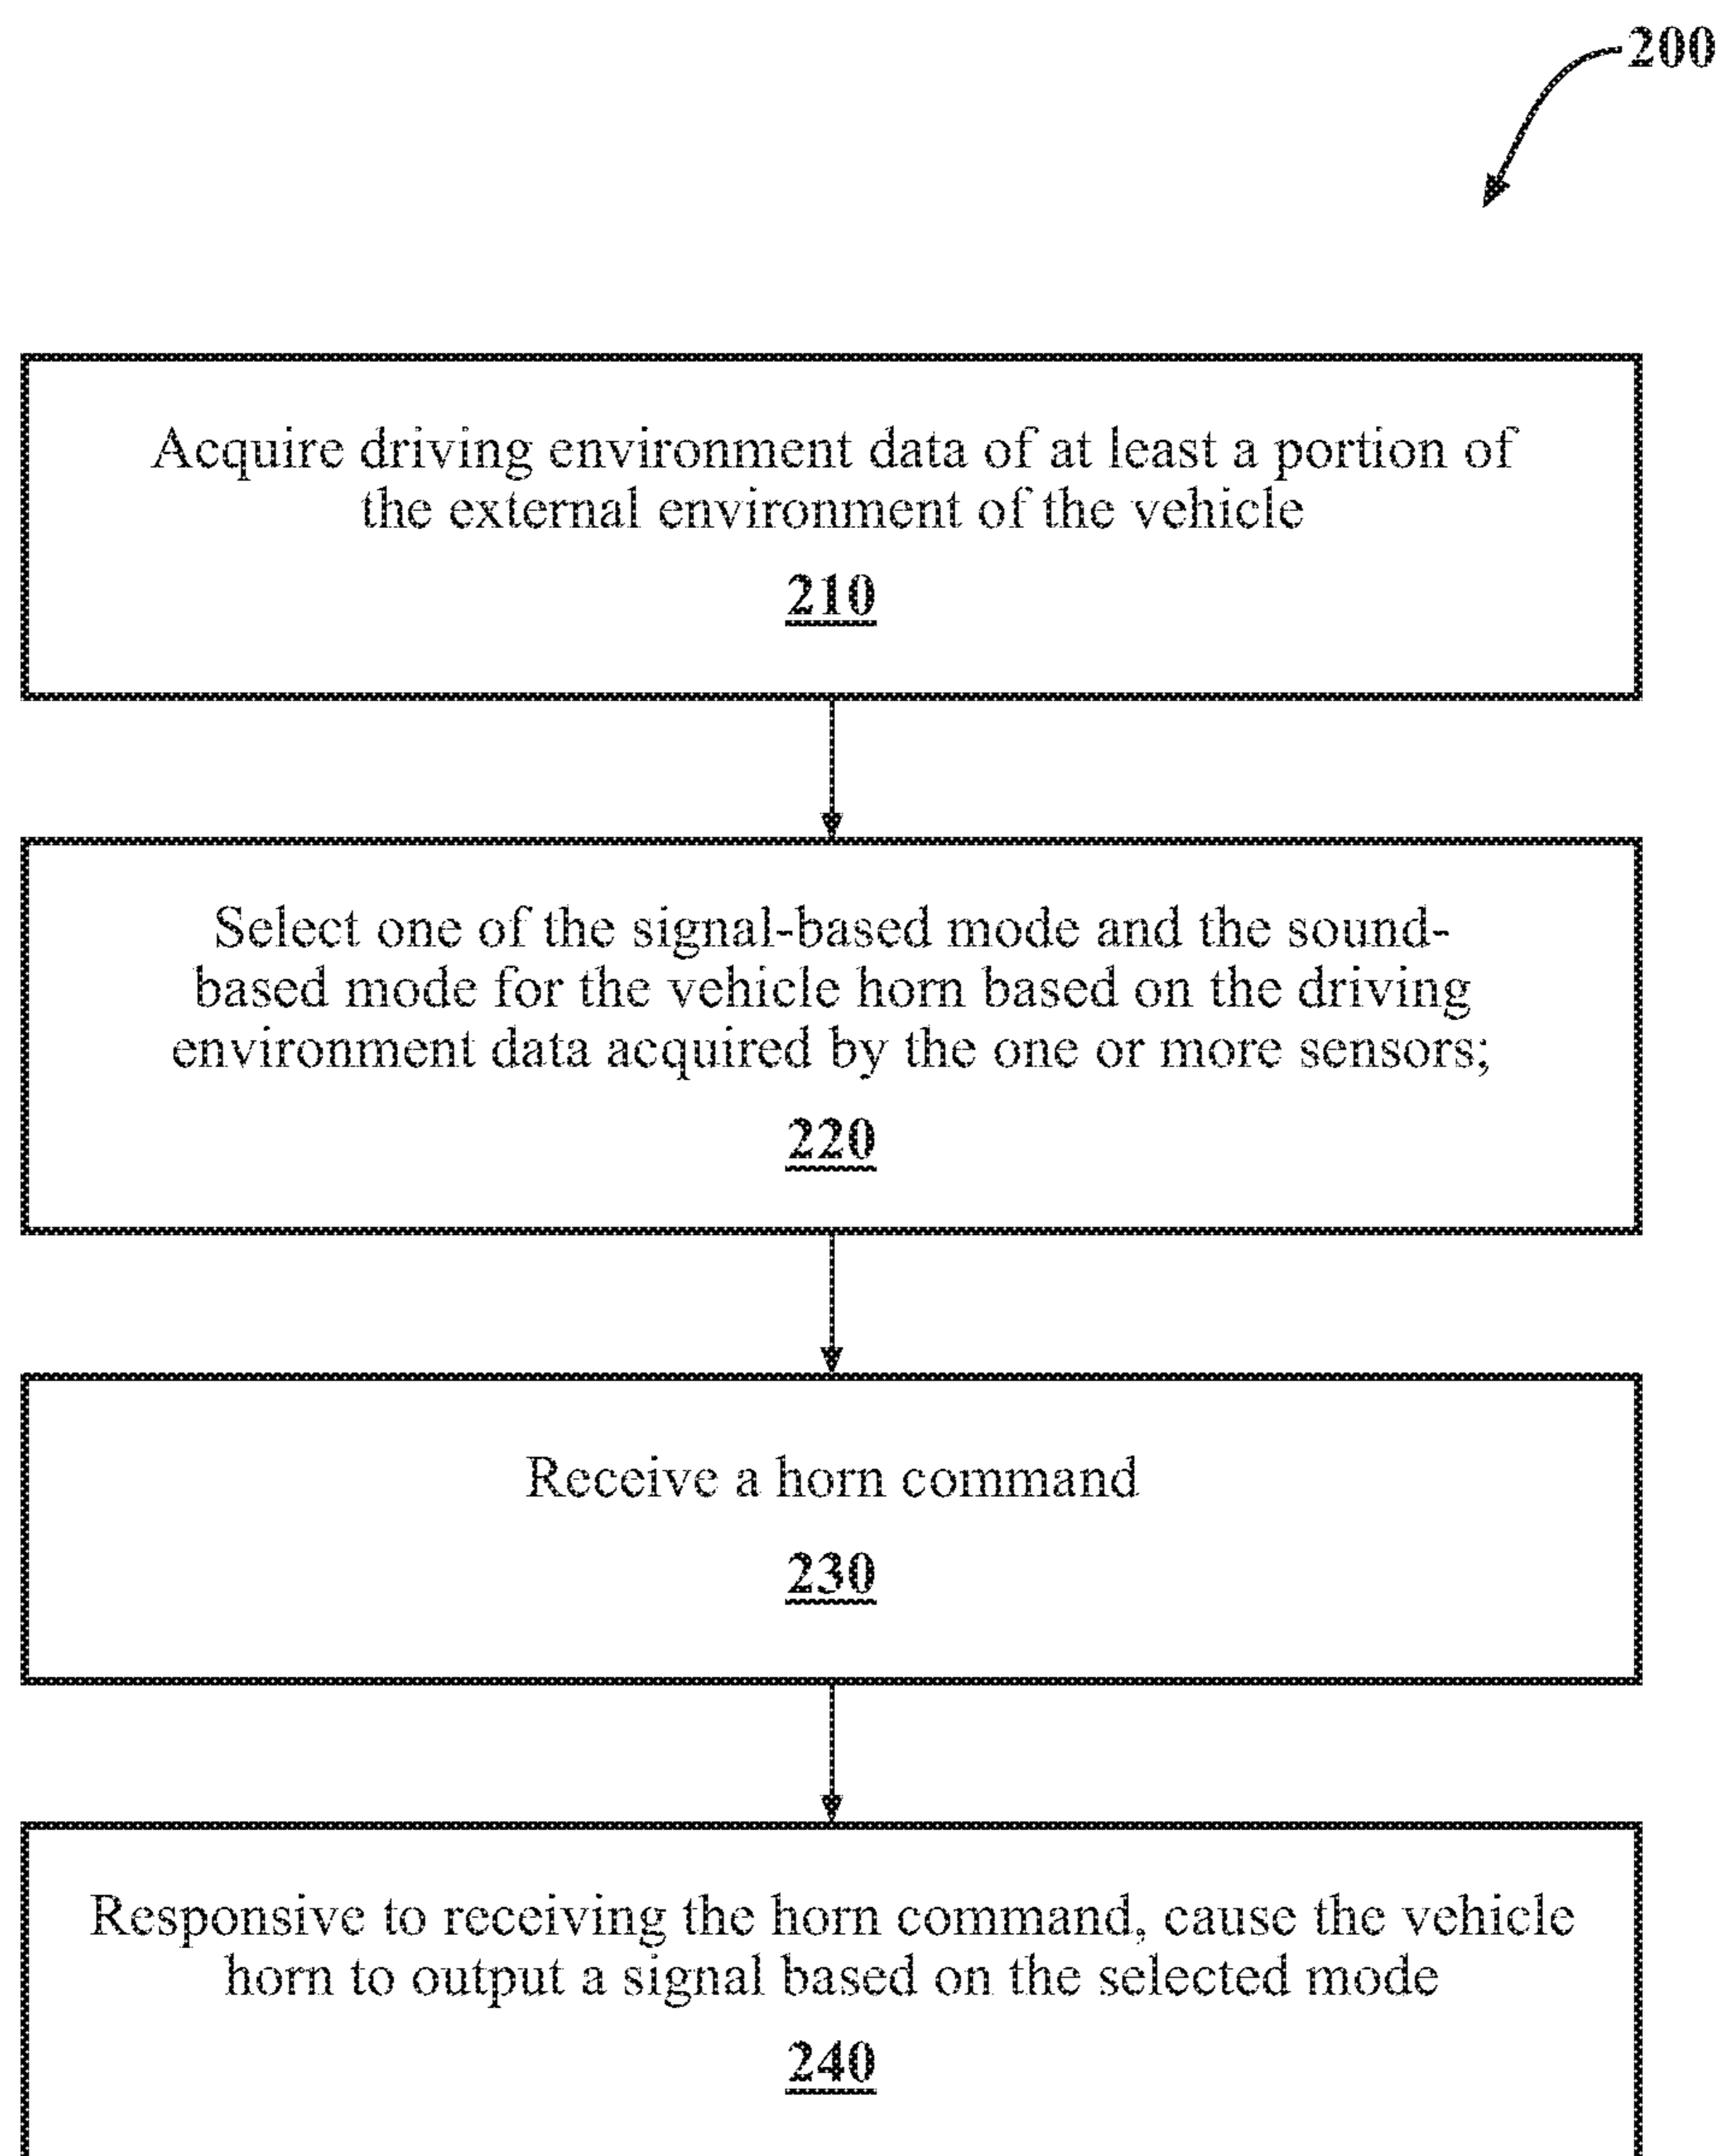 200
Acquire driving environment data of at least a portion of
the external environment of the vehicle
210
Select one of the signal-based mode and the sound-
based mode for the vehicle horn based on the driving
environment data acquired by the one or more sensors;
220
Receive a horn command
230
Responsive to receiving the horn command, cause the vehicle
horn to output a signal based on the selected mode
240